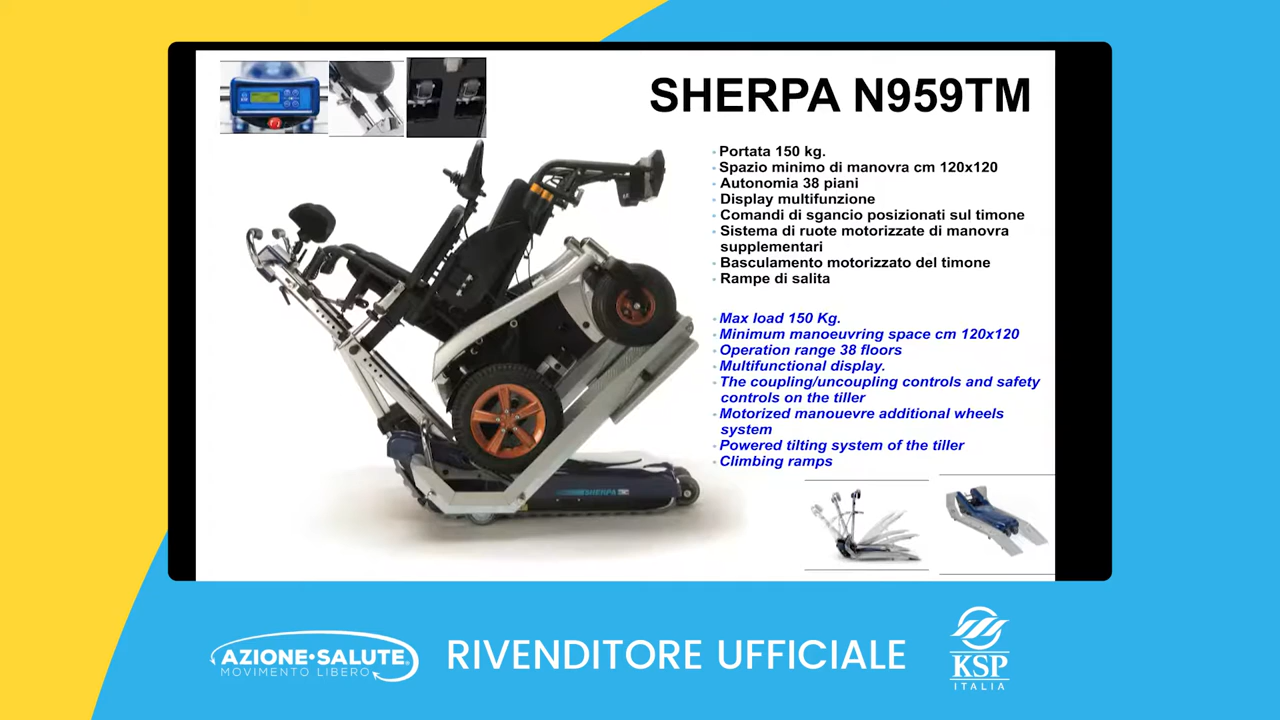 SHERPA N959TM
Portata 150 kg.
Spazio minimo di manovra cm 120x120
Autonomia 38 piani
Display multifunzione
Comandi di sgancio posizionati sul timone
Sistema di ruote motorizzate di manovra
supplementari
Basculamento motorizzato del timone
Rampe di salita
Max load 150 Kg.
Minimum manoeuvring space cm 120x120
Operation range 38 floors
Multifunctional display.
The coupling/uncoupling controls and safety
controls on the tiller
Motorized manouevre additional wheels
system
Powered tilting system of the tiller
Climbing ramps
SHERPA
AZIONE•SALUTE®
MOVIMENTO LIBERO
RIVENDITORE UFFICIALE
KSP
ITALIA